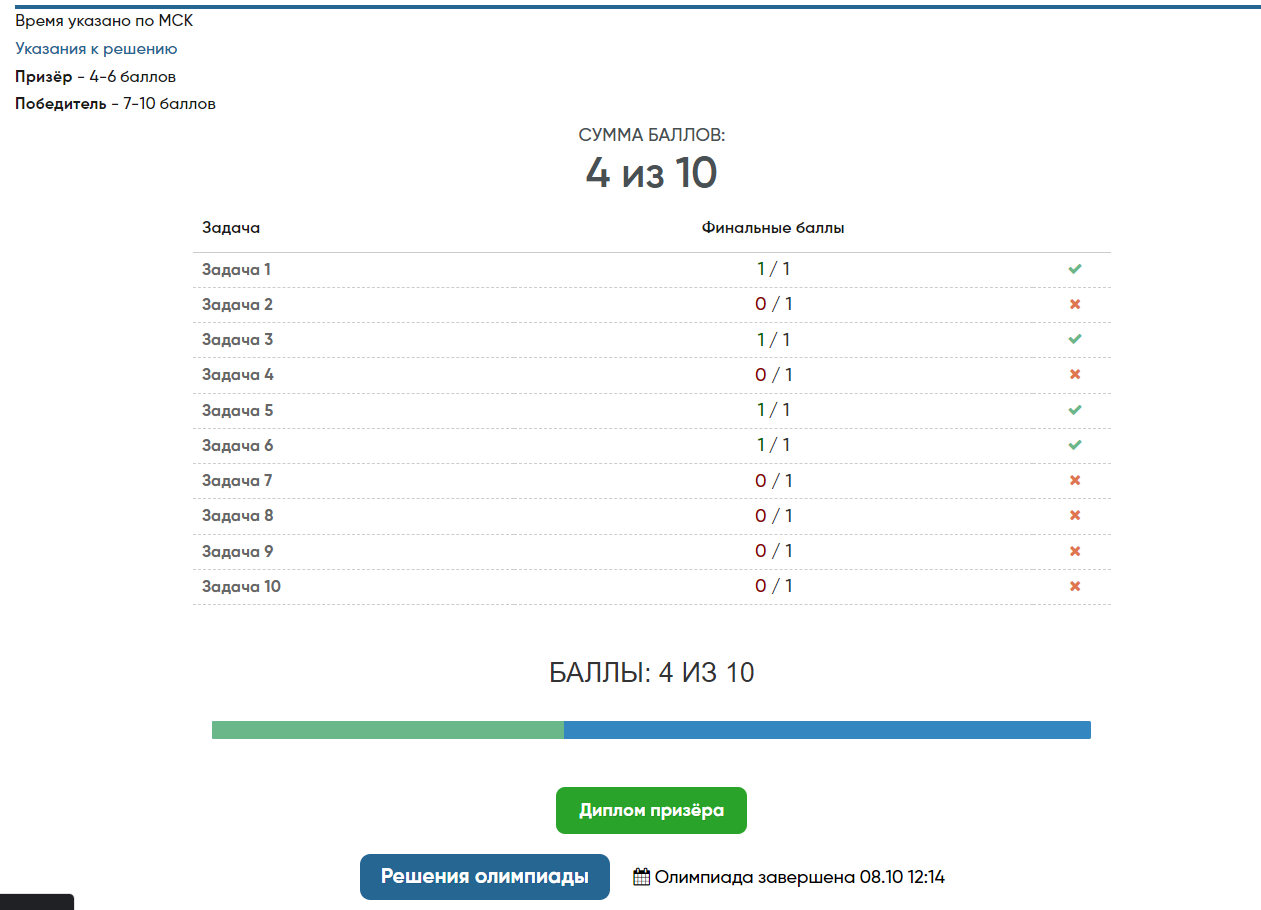 Время указано по МСК
Указания к решению
Призёр - 4-6 баллов
Победитель - 7-10 баллов
СУММА БАЛЛОВ:
4 из 10
Задача Финальные баллы
Задача 1 1 / 1
Задача 2 0 / 1
Задача 3 1 / 1
Задача 4 0 / 1
Задача 5 1 / 1
Задача 6 1 / 1
Задача 7 0 / 1
Задача 8 0 / 1
Задача 9 0 / 1
Задача 10 0 / 1
БАЛЛЫ: 4 ИЗ 10
Диплом призёра
Решения олимпиады Олимпиада завершена 08.10 12:14